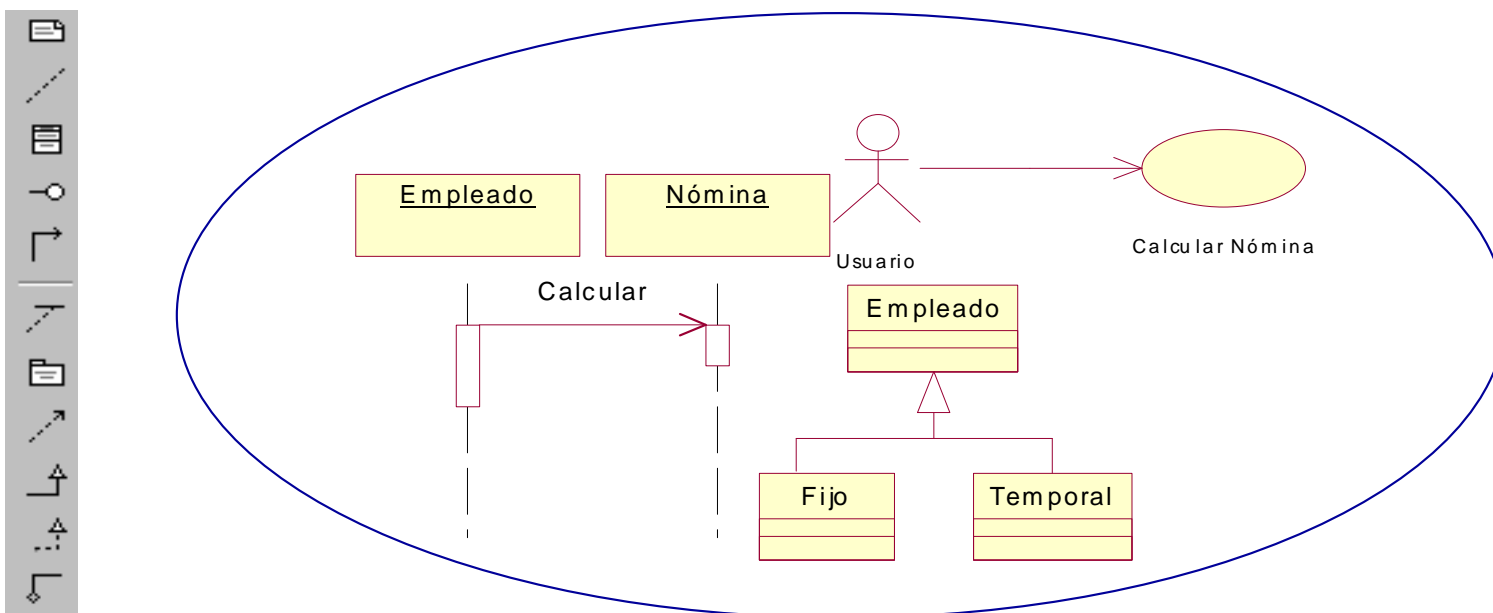 Empleado
Nómina
Usuario
Calcular Nómina
Calcular
Empleado
Fijo
Temporal